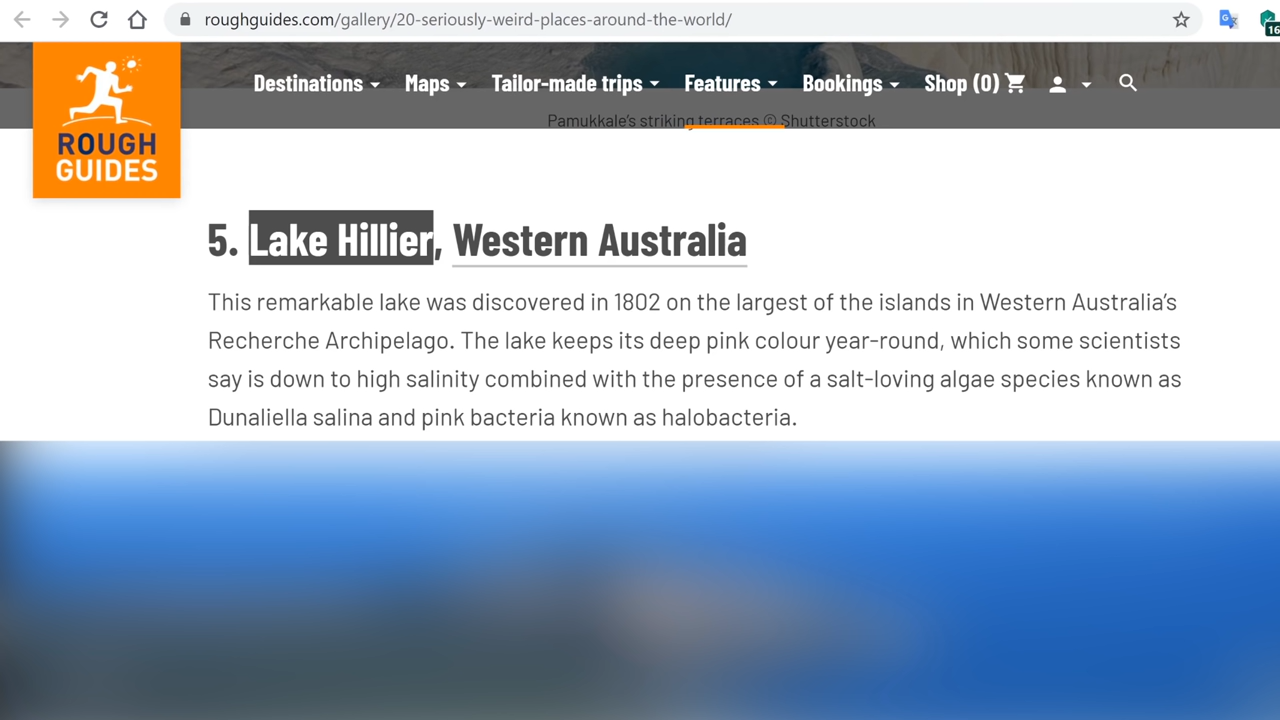 roughguides.com/gallery/20-seriously-weird-places-around-the-world/
16
ROUGH
GUIDES
Destinations
Maps
Tailor-made trips
Features
Bookings
Shop (0)
Pamukkale's striking terraces © Shutterstock
5. Lake Hillier, Western Australia
This remarkable lake was discovered in 1802 on the largest of the islands in Western Australia's
Recherche Archipelago. The lake keeps its deep pink colour year-round, which some scientists
say is down to high salinity combined with the presence of a salt-loving algae species known as
Dunaliella salina and pink bacteria known as halobacteria.